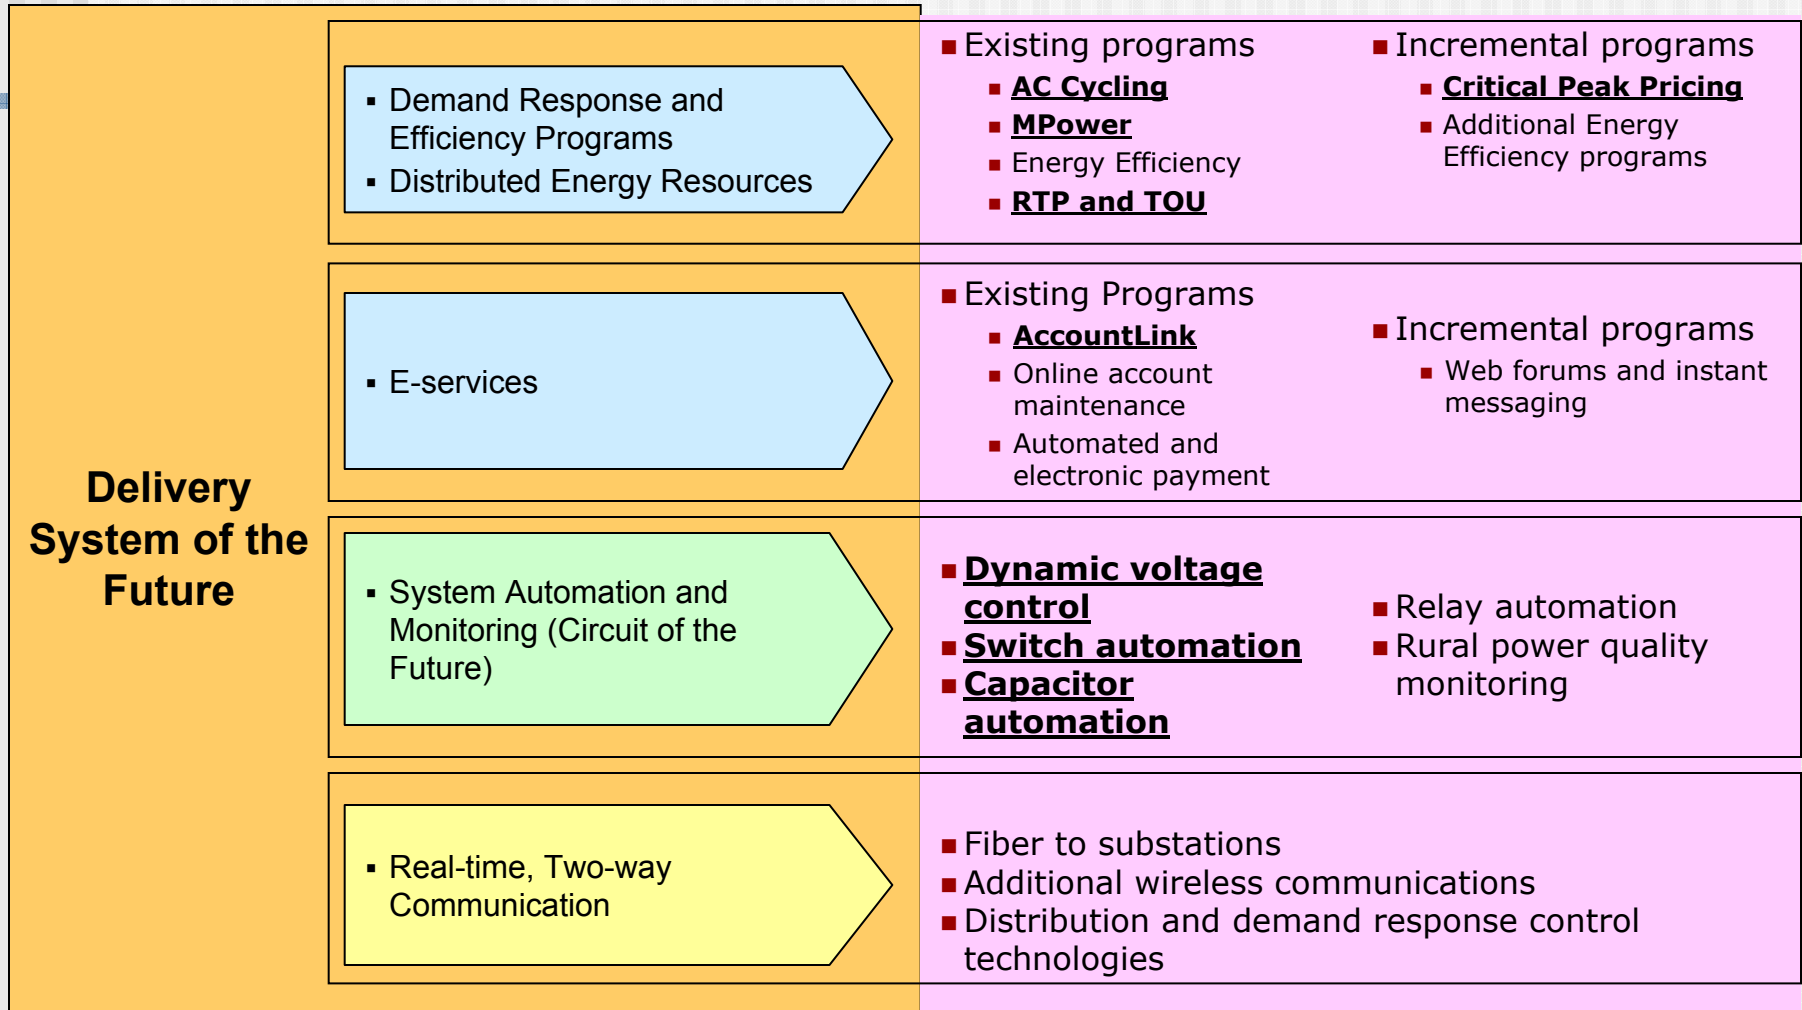 Delivery
System of the
Future
▪ Demand Response and
Efficiency Programs
▪ Distributed Energy Resources
■ Existing programs
■ AC Cycling
■ MPower
■ Energy Efficiency
■ RTP and TOU
■ Incremental programs
■ Critical Peak Pricing
■ Additional Energy
Efficiency programs
▪ E-services
■ Existing Programs
■ AccountLink
■ Online account
maintenance
■ Automated and
electronic payment
■ Incremental programs
■ Web forums and instant
messaging
▪ System Automation and
Monitoring (Circuit of the
Future)
■ Dynamic voltage
control
■ Switch automation
■ Capacitor
automation
■ Relay automation
■ Rural power quality
monitoring
▪ Real-time, Two-way
Communication
■ Fiber to substations
■ Additional wireless communications
■ Distribution and demand response control
technologies